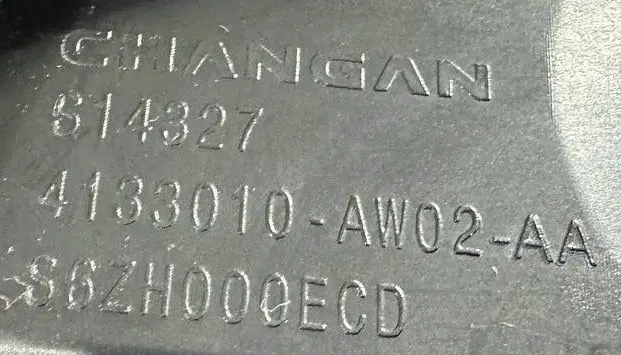 CHANGAN
S14327
4133010-AW02-AA
S6ZH000ECD